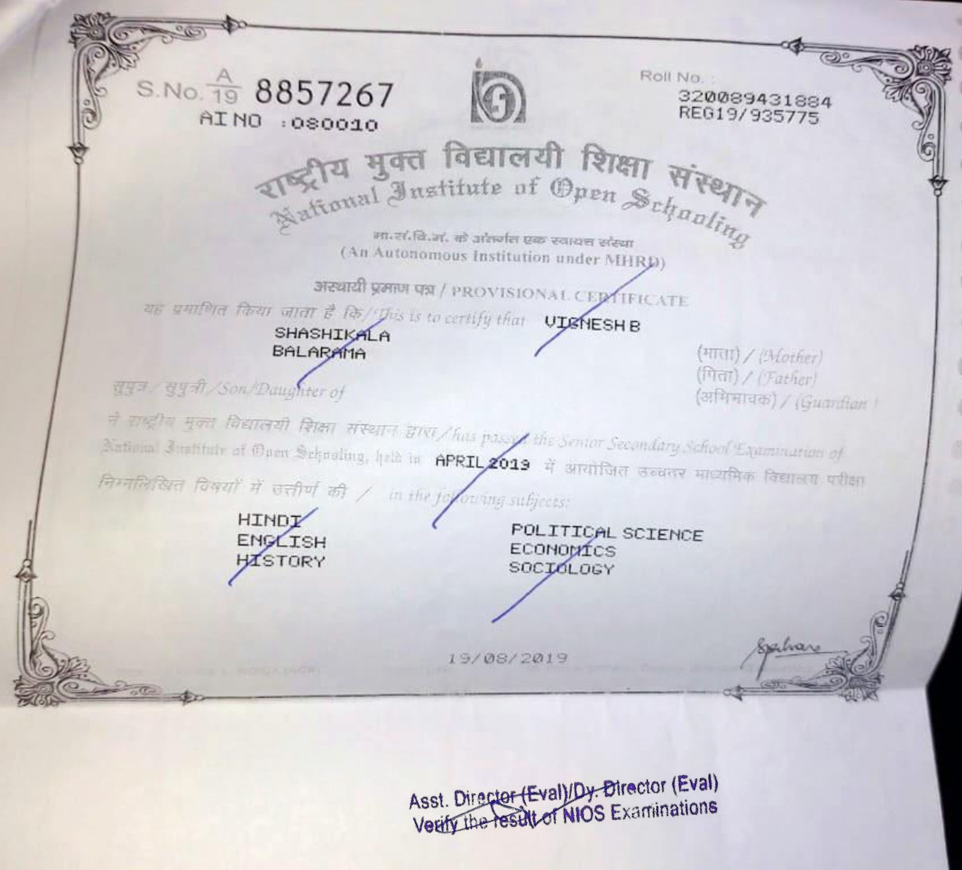 S.No. A/19 8857267
AI NO :080010
Roll No. :
320089431884
REG19/935775
राष्ट्रीय मुक्त विद्यालयी शिक्षा संस्थान
National Institute of Open Schooling
मा.सं.वि.मं. के अंतर्गत एक स्वायत्त संस्था
(An Autonomous Institution under MHRD)
अस्थायी प्रमाण पत्र / PROVISIONAL CERTIFICATE
यह प्रमाणित किया जाता है कि/This is to certify that VIGNESH B
SHASHIKALA (माता) / (Mother)
BALARAMA (पिता) / (Father)
सुपुत्र / सुपुत्री /Son/Daughter of (अभिभावक) / (Guardian)
ने राष्ट्रीय मुक्त विद्यालयी शिक्षा संस्थान द्वारा/has passed the Senior Secondary School Examination of
National Institute of Open Schooling, held in APRIL 2019 में आयोजित उच्चतर माध्यमिक विद्यालय परीक्षा
निम्नलिखित विषयों में उत्तीर्ण की / in the following subjects:
HINDI POLITICAL SCIENCE
ENGLISH ECONOMICS
HISTORY SOCIOLOGY
19/08/2019
Asst. Director (Eval)/Dy. Director (Eval)
Verify the result of NIOS Examinations